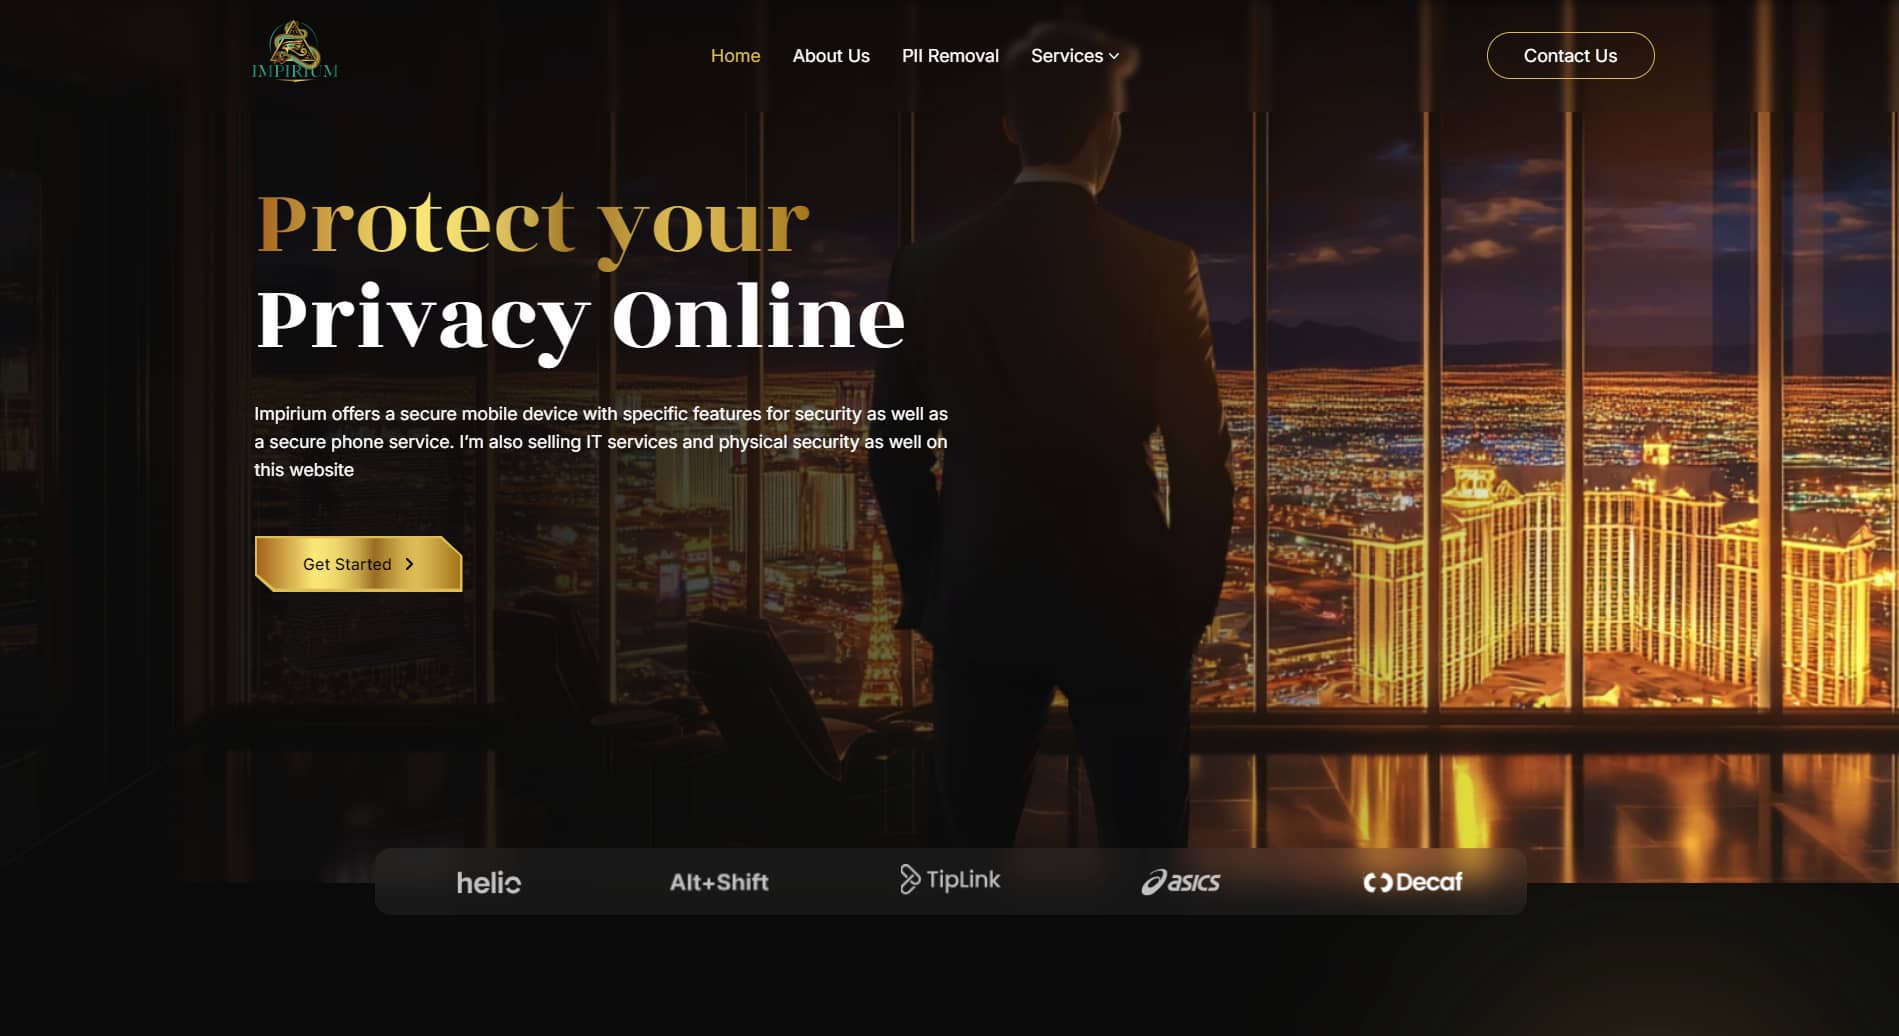 IMPIRIUM
Home
About Us
PII Removal
Services
Contact Us
Protect your
Privacy Online
Impirium offers a secure mobile device with specific features for security as well as
a secure phone service. I’m also selling IT services and physical security as well on
this website
Get Started
helio
Alt+Shift
TipLink
asics
Decaf